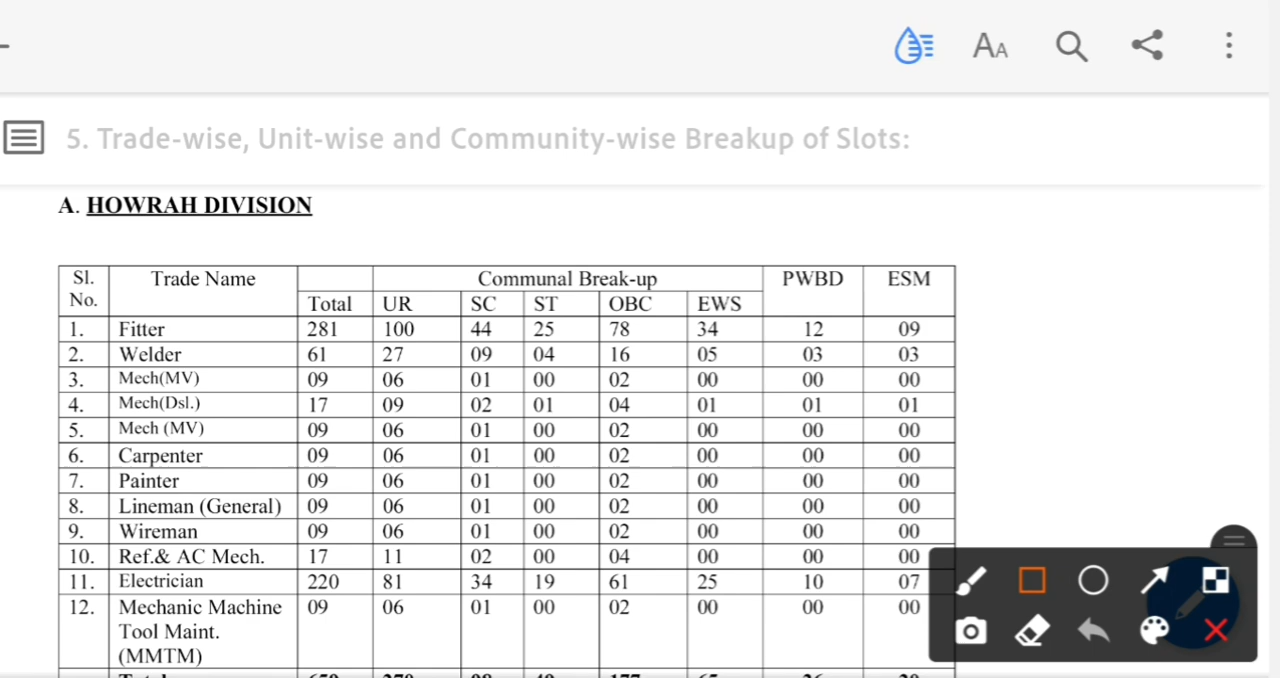 AA
5. Trade-wise, Unit-wise and Community-wise Breakup of Slots:
A. HOWRAH DIVISION
Sl. No. Trade Name Communal Break-up PWBD ESM
Total UR SC ST OBC EWS
1. Fitter 281 100 44 25 78 34 12 09
2. Welder 61 27 09 04 16 05 03 03
3. Mech(MV) 09 06 01 00 02 00 00 00
4. Mech(Dsl.) 17 09 02 01 04 01 01 01
5. Mech (MV) 09 06 01 00 02 00 00 00
6. Carpenter 09 06 01 00 02 00 00 00
7. Painter 09 06 01 00 02 00 00 00
8. Lineman (General) 09 06 01 00 02 00 00 00
9. Wireman 09 06 01 00 02 00 00 00
10. Ref.& AC Mech. 17 11 02 00 04 00 00 00
11. Electrician 220 81 34 19 61 25 10 07
12. Mechanic Machine 09 06 01 00 02 00 00 00
Tool Maint.
(MMTM)